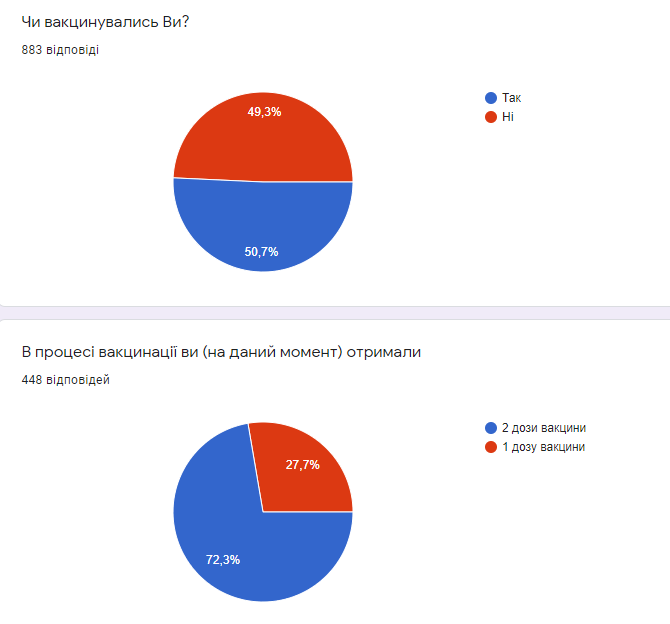 Чи вакцинувались Ви?
883 відповіді
Так
Ні
49,3%
50,7%
В процесі вакцинації ви (на даний момент) отримали
448 відповідей
2 дози вакцини
1 дозу вакцини
27,7%
72,3%